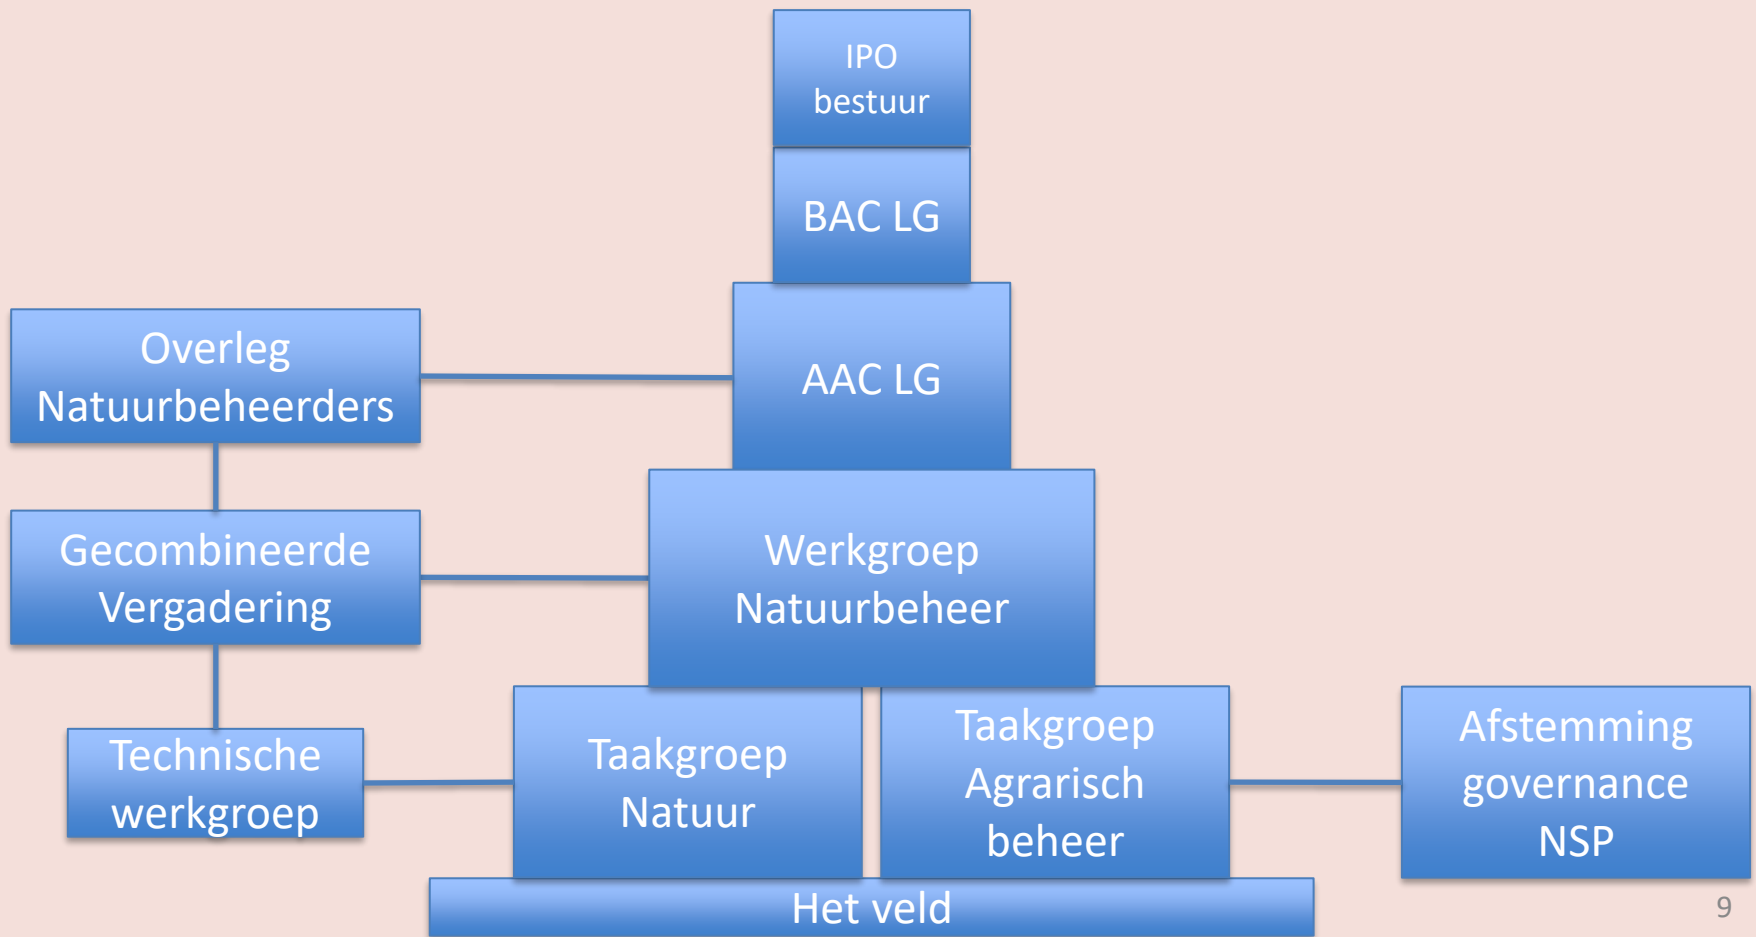 IPO
bestuur
BAC LG
AAC LG
Overleg
Natuurbeheerders
Gecombineerde
Vergadering
Werkgroep
Natuurbeheer
Technische
werkgroep
Taakgroep
Natuur
Taakgroep
Agrarisch
beheer
Afstemming
governance
NSP
Het veld
9